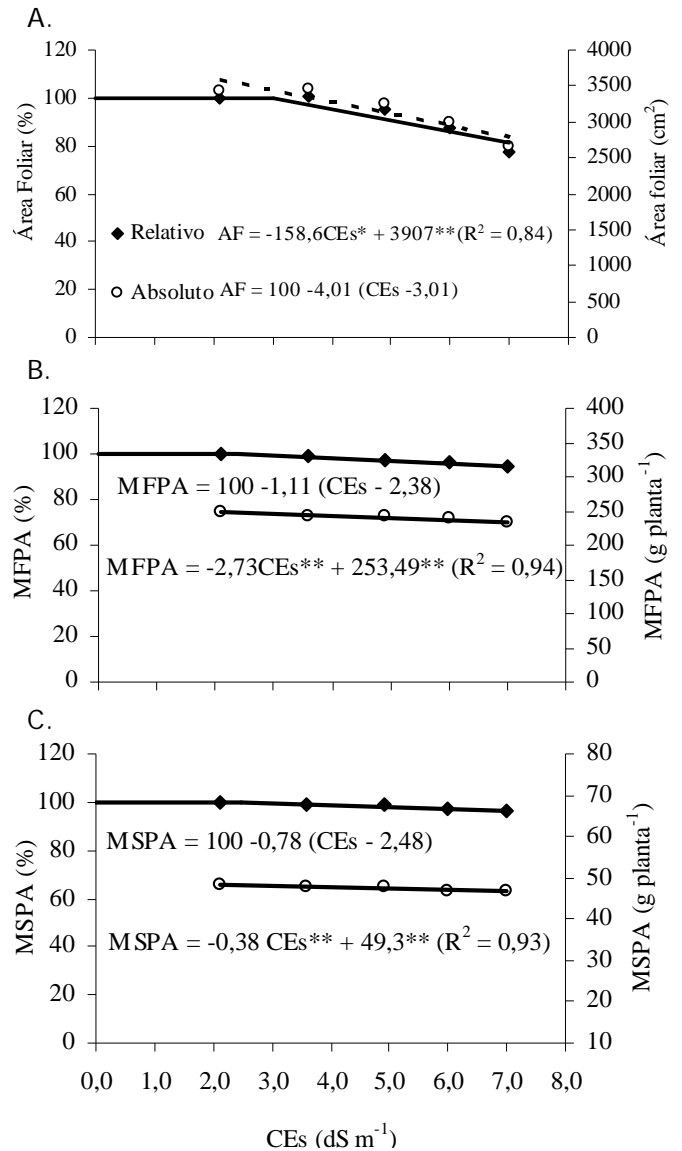 A.
120
100
80
60
40
20
0
Área Foliar (%)
4000
3500
3000
2500
2000
1500
1000
500
0
Área foliar (cm²)
Relativo AF = -158,6CEs* + 3907** (R² = 0,84)
Absoluto AF = 100 -4,01 (CEs -3,01)
B.
120
100
80
60
40
20
0
MFPA (%)
400
350
300
250
200
150
100
50
0
MFPA (g planta⁻¹)
MFPA = 100 -1,11 (CEs - 2,38)
MFPA = -2,73CEs** + 253,49** (R² = 0,94)
C.
120
100
80
60
40
20
0
MSPA (%)
80
70
60
50
40
30
20
10
MSPA (g planta⁻¹)
MSPA = 100 -0,78 (CEs - 2,48)
MSPA = -0,38 CEs** + 49,3** (R² = 0,93)
0,0 1,0 2,0 3,0 4,0 5,0 6,0 7,0 8,0
CEs (dS m⁻¹)